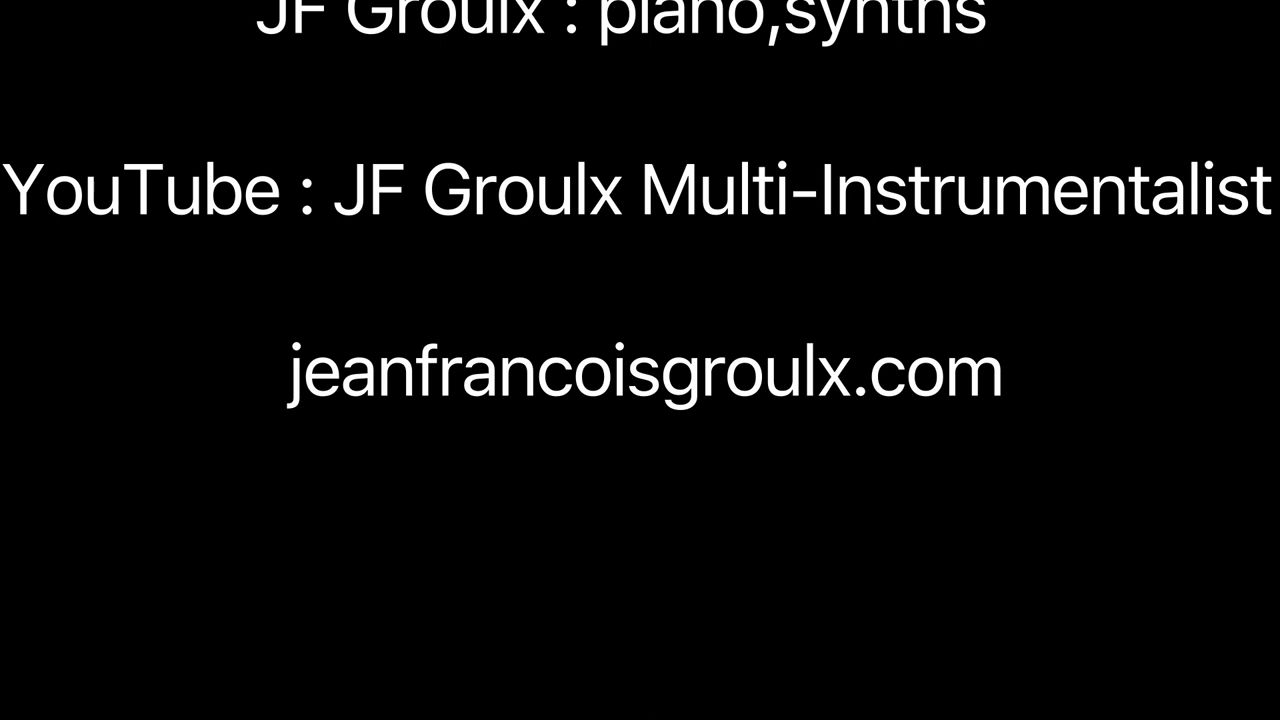 JF Groulx : piano,synths
YouTube : JF Groulx Multi-Instrumentalist
jeanfrancoisgroulx.com